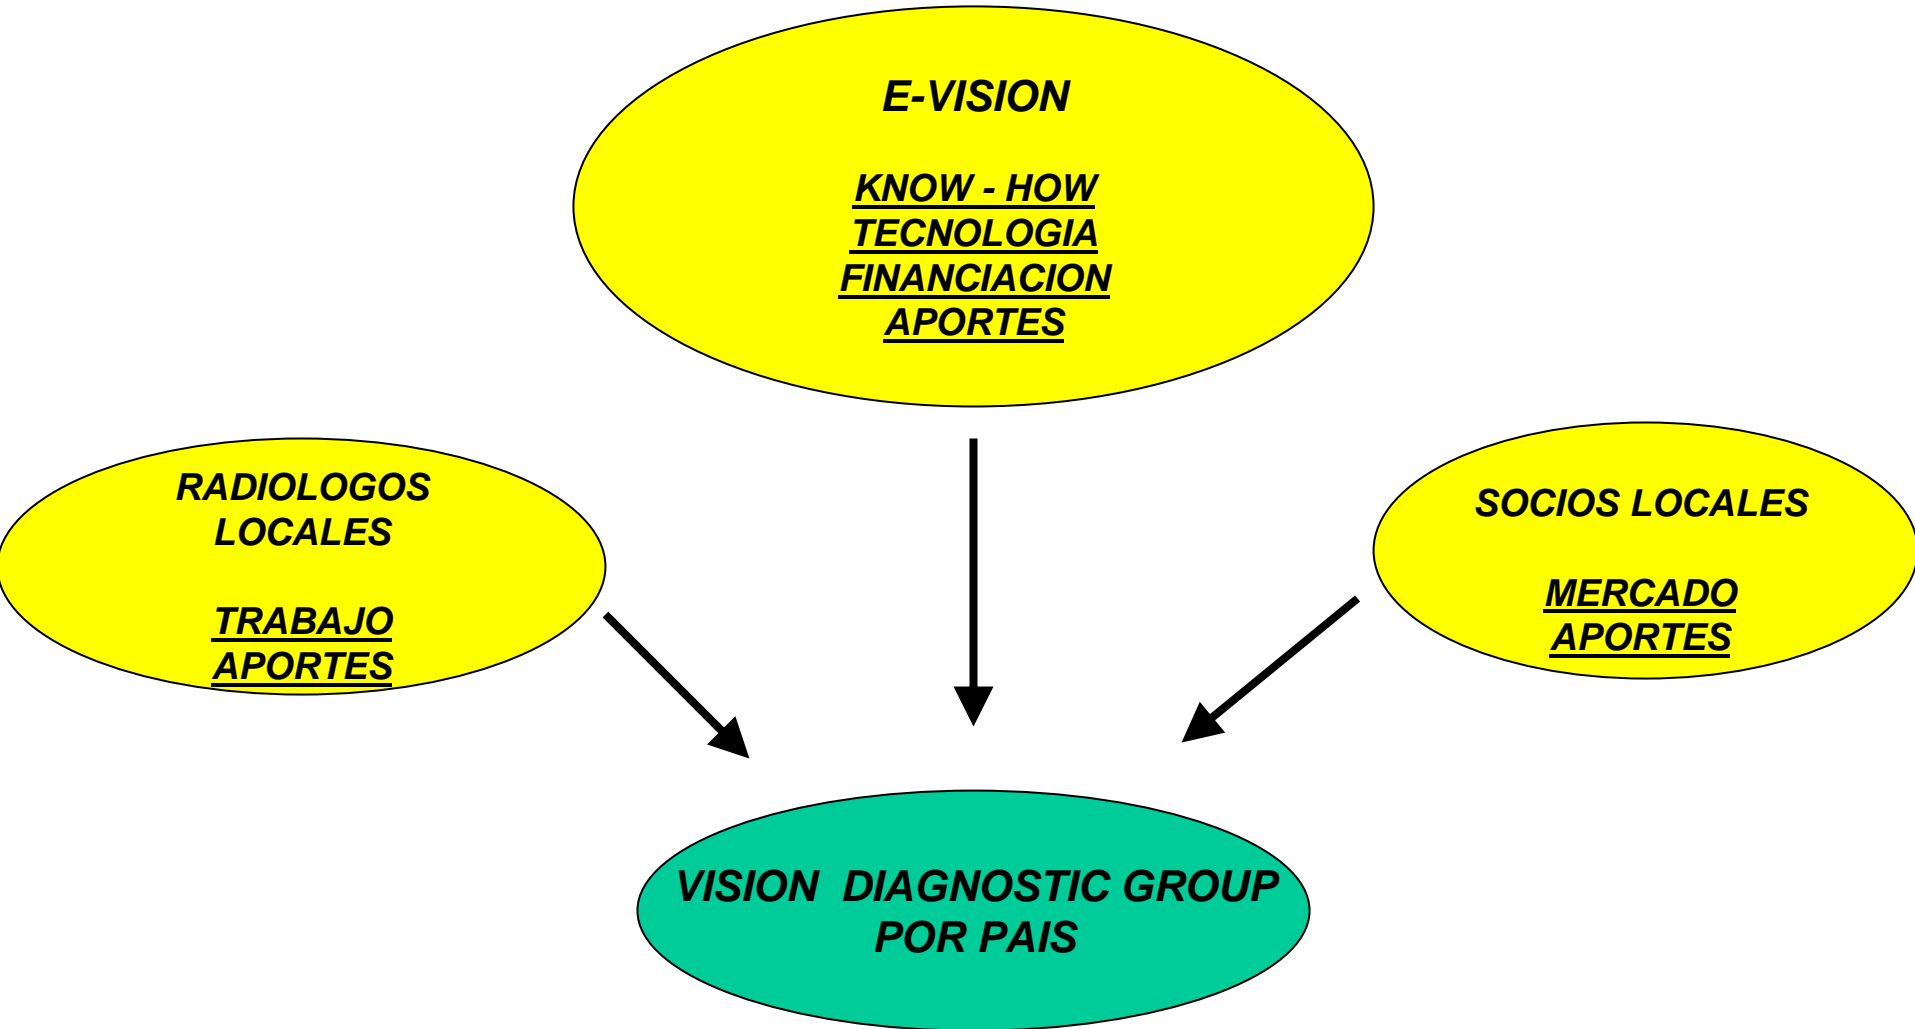 E-VISION
KNOW - HOW
TECNOLOGIA
FINANCIACION
APORTES
RADIOLOGOS
LOCALES
TRABAJO
APORTES
SOCIOS LOCALES
MERCADO
APORTES
VISION  DIAGNOSTIC GROUP
POR PAIS